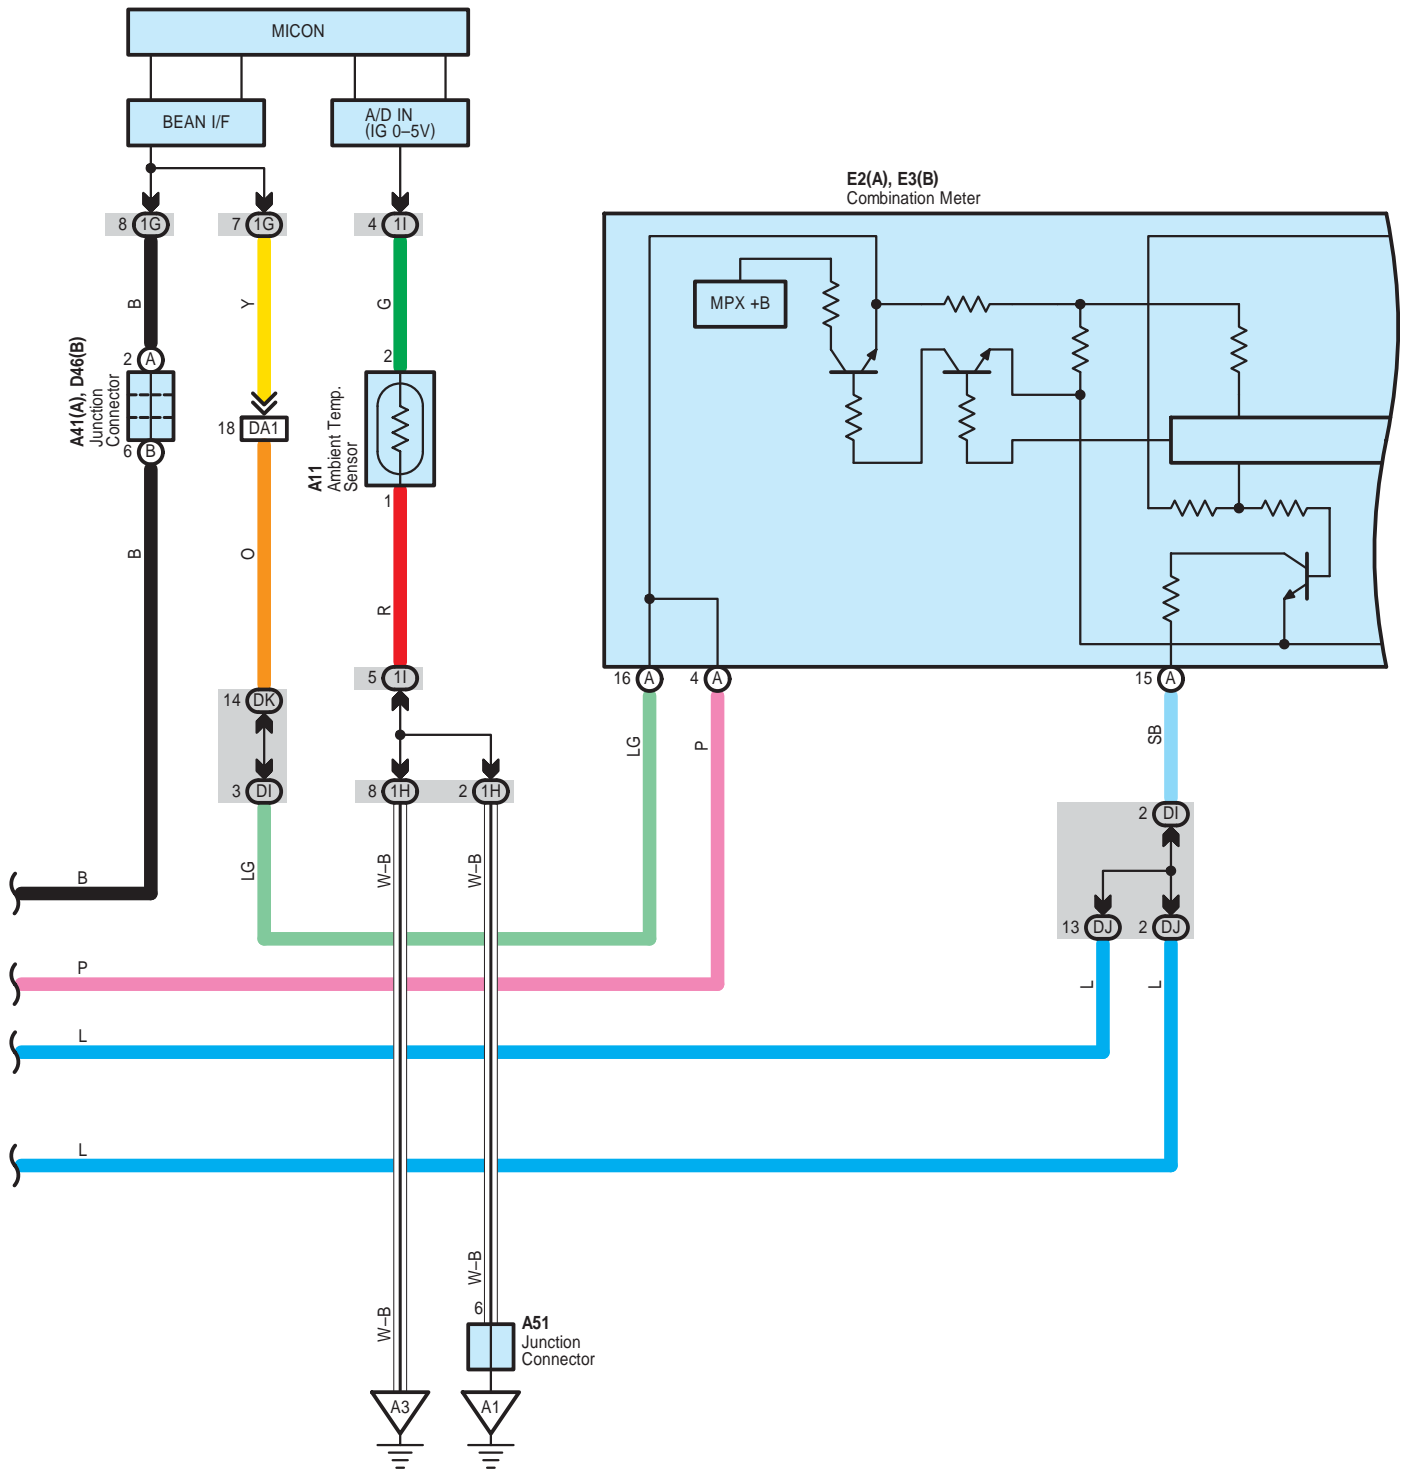 MICON
BEAN I/F
A/D IN
(IG 0–5V)
8 1G
7 1G
4 1I
E2(A), E3(B)
Combination Meter
MPX +B
B
Y
G
2 A
A41(A), D46(B)
Junction
Connector
6 B
18 DA1
2
A11
Ambient Temp.
Sensor
1
B
O
R
5 1I
14 DK
3 DI
8 1H
2 1H
16 A
4 A
15 A
LG
P
SB
2 DI
13 DJ
2 DJ
LG
W–B
W–B
B
P
L
L
L
L
W–B
W–B
6
A51
Junction
Connector
A3
A1